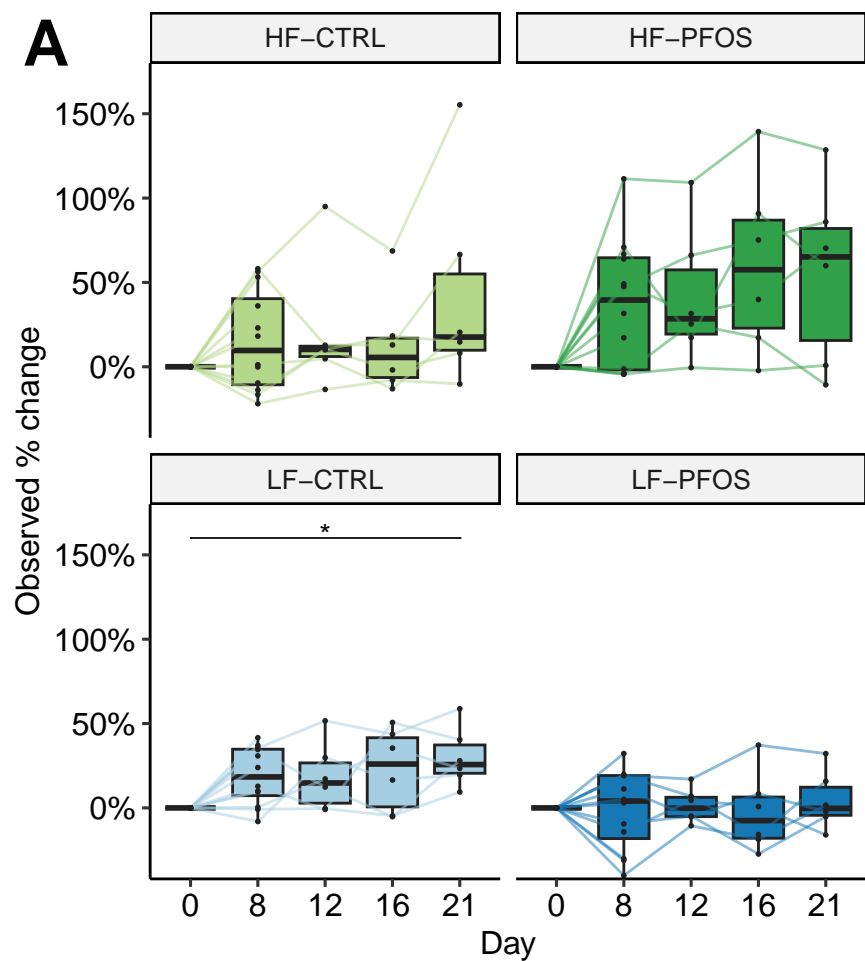 A
HF−CTRL
HF−PFOS
150%
100%
50%
0%
LF−CTRL
LF−PFOS
*
150%
100%
50%
0%
Observed % change
0 8 12 16 21
0 8 12 16 21
Day